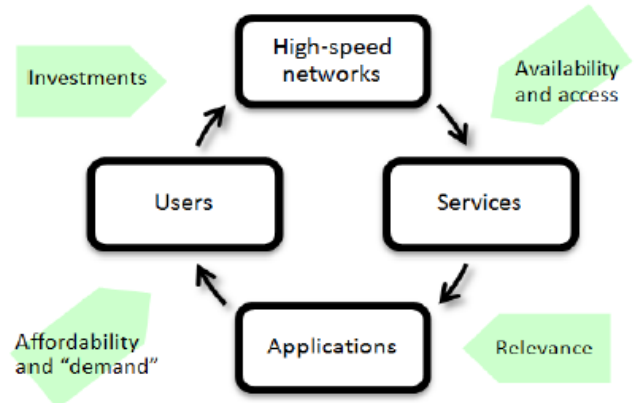 High-speed
networks
Investments
Availability
and access
Users
Services
Affordability
and "demand"
Applications
Relevance